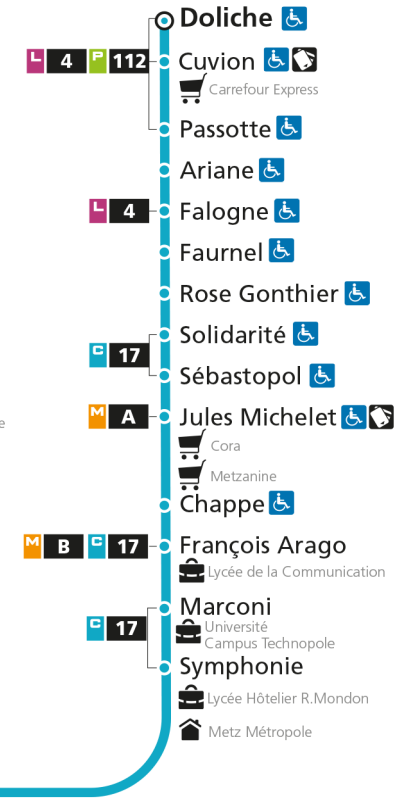 Doliche
L 4 P 112 Cuvion
Carrefour Express
Passotte
Ariane
L 4 Falogne
Faurnel
Rose Gonthier
Solidarité
C 17
Sébastopol
M A Jules Michelet
e
Cora
Metzanine
Chappe
M B C 17 François Arago
Lycée de la Communication
Marconi
C 17 Université
Campus Technopole
Symphonie
Lycée Hôtelier R.Mondon
Metz Métropole